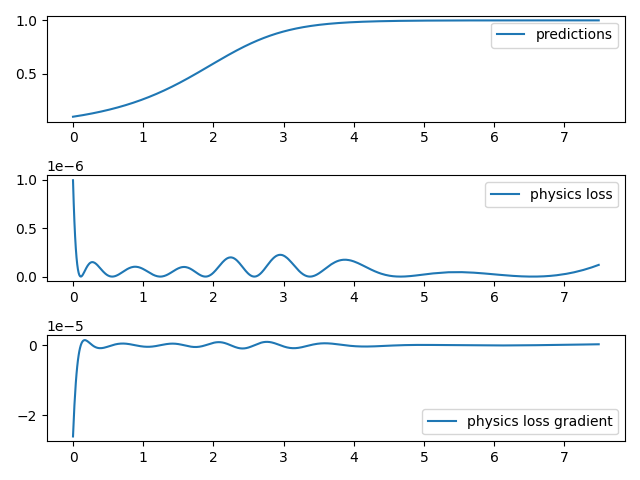 1.0
predictions
0.5
0 1 2 3 4 5 6 7
1e−6
1.0
physics loss
0.5
0.0
0 1 2 3 4 5 6 7
1e−5
0
−2
physics loss gradient
0 1 2 3 4 5 6 7